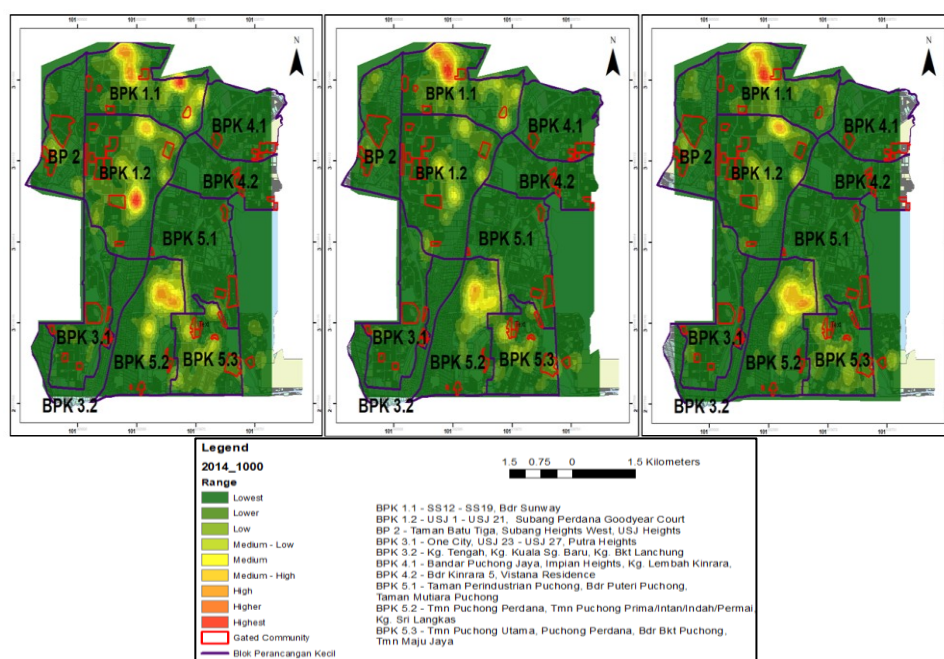 N
BPK 1.1
BPK 4.1
BP 2
BPK 1.2
BPK 4.2
BPK 5.1
BPK 3.1
BPK 5.2
BPK 5.3
BPK 3.2
N
BPK 1.1
BPK 4.1
BP 2
BPK 1.2
BPK 4.2
BPK 5.1
BPK 3.1
BPK 5.2
BPK 5.3
BPK 3.2
N
BPK 1.1
BPK 4.1
BP 2
BPK 1.2
BPK 4.2
BPK 5.1
BPK 3.1
BPK 5.2
BPK 5.3
BPK 3.2
Legend
2014_1000
Range
Lowest
Lower
Low
Medium - Low
Medium
Medium - High
High
Higher
Highest
Gated Community
Blok Perancangan Kecil
1.5 0.75 0 1.5 Kilometers
BPK 1.1 - SS12 - SS19, Bdr Sunway
BPK 1.2 - USJ 1 - USJ 21, Subang Perdana Goodyear Court
BP 2 - Taman Batu Tiga, Subang Heights West, USJ Heights
BPK 3.1 - One City, USJ 23 - USJ 27, Putra Heights
BPK 3.2 - Kg. Tengah, Kg. Kuala Sg. Baru, Kg. Bkt Lanchung
BPK 4.1 - Bandar Puchong Jaya, Impian Heights, Kg. Lembah Kinrara,
BPK 4.2 - Bdr Kinrara 5, Vistana Residence
BPK 5.1 - Taman Perindustrian Puchong, Bdr Puteri Puchong,
Taman Mutiara Puchong
BPK 5.2 - Tmn Puchong Perdana, Tmn Puchong Prima/Intan/Indah/Permai,
Kg. Sri Langkas
BPK 5.3 - Tmn Puchong Utama, Puchong Perdana, Bdr Bkt Puchong,
Tmn Maju Jaya